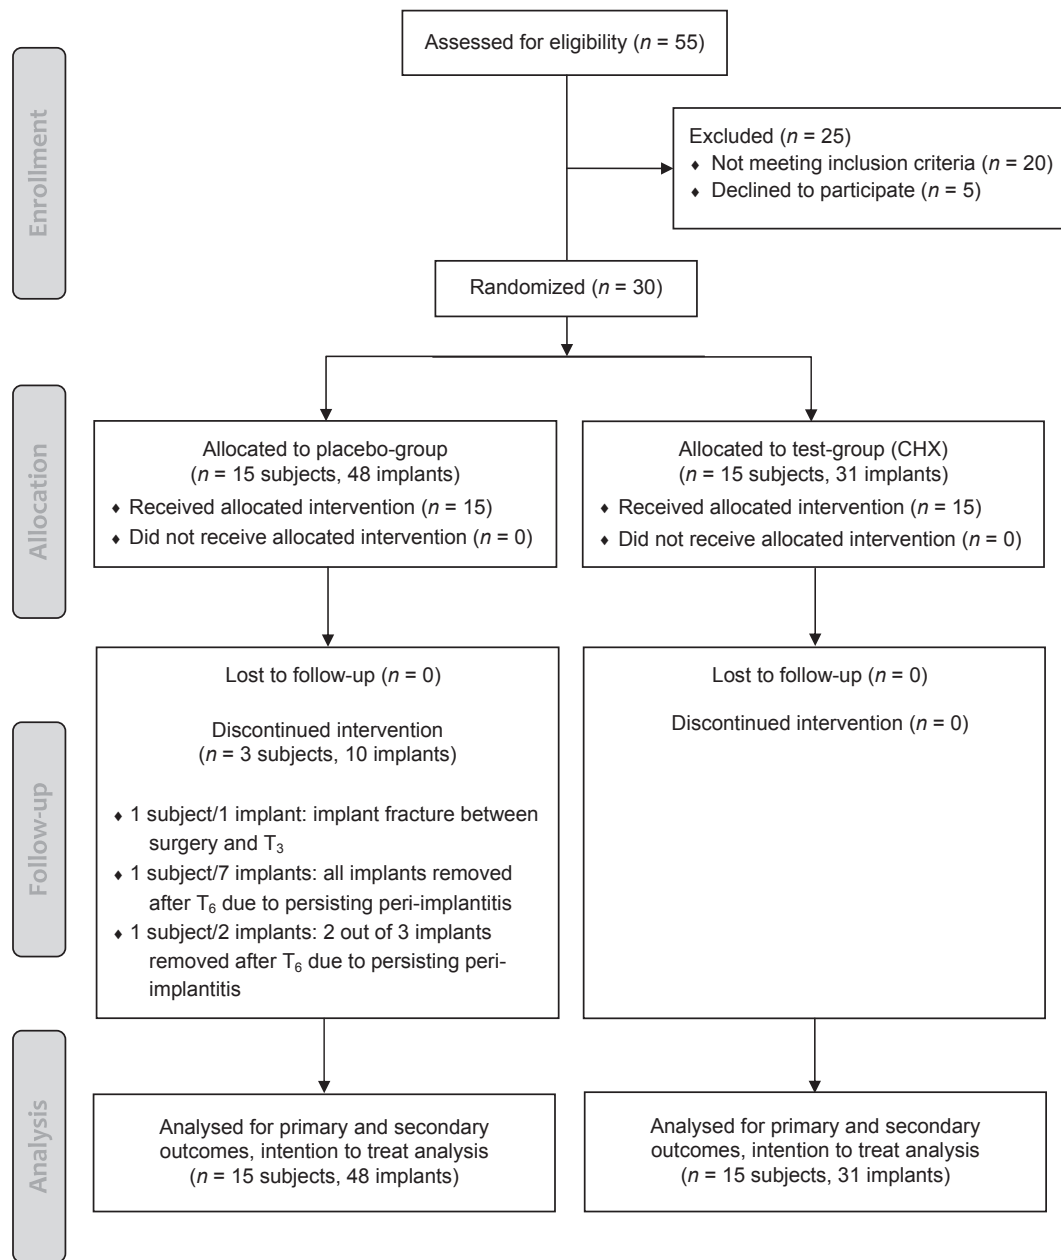 Enrollment
Assessed for eligibility (n = 55)
Excluded (n = 25)
♦ Not meeting inclusion criteria (n = 20)
♦ Declined to participate (n = 5)
Randomized (n = 30)
Allocation
Allocated to placebo-group
(n = 15 subjects, 48 implants)
♦ Received allocated intervention (n = 15)
♦ Did not receive allocated intervention (n = 0)
Allocated to test-group (CHX)
(n = 15 subjects, 31 implants)
♦ Received allocated intervention (n = 15)
♦ Did not receive allocated intervention (n = 0)
Follow-up
Lost to follow-up (n = 0)
Discontinued intervention
(n = 3 subjects, 10 implants)
♦ 1 subject/1 implant: implant fracture between
surgery and T3
♦ 1 subject/7 implants: all implants removed
after T6 due to persisting peri-implantitis
♦ 1 subject/2 implants: 2 out of 3 implants
removed after T6 due to persisting peri-
implantitis
Lost to follow-up (n = 0)
Discontinued intervention (n = 0)
Analysis
Analysed for primary and secondary
outcomes, intention to treat analysis
(n = 15 subjects, 48 implants)
Analysed for primary and secondary
outcomes, intention to treat analysis
(n = 15 subjects, 31 implants)